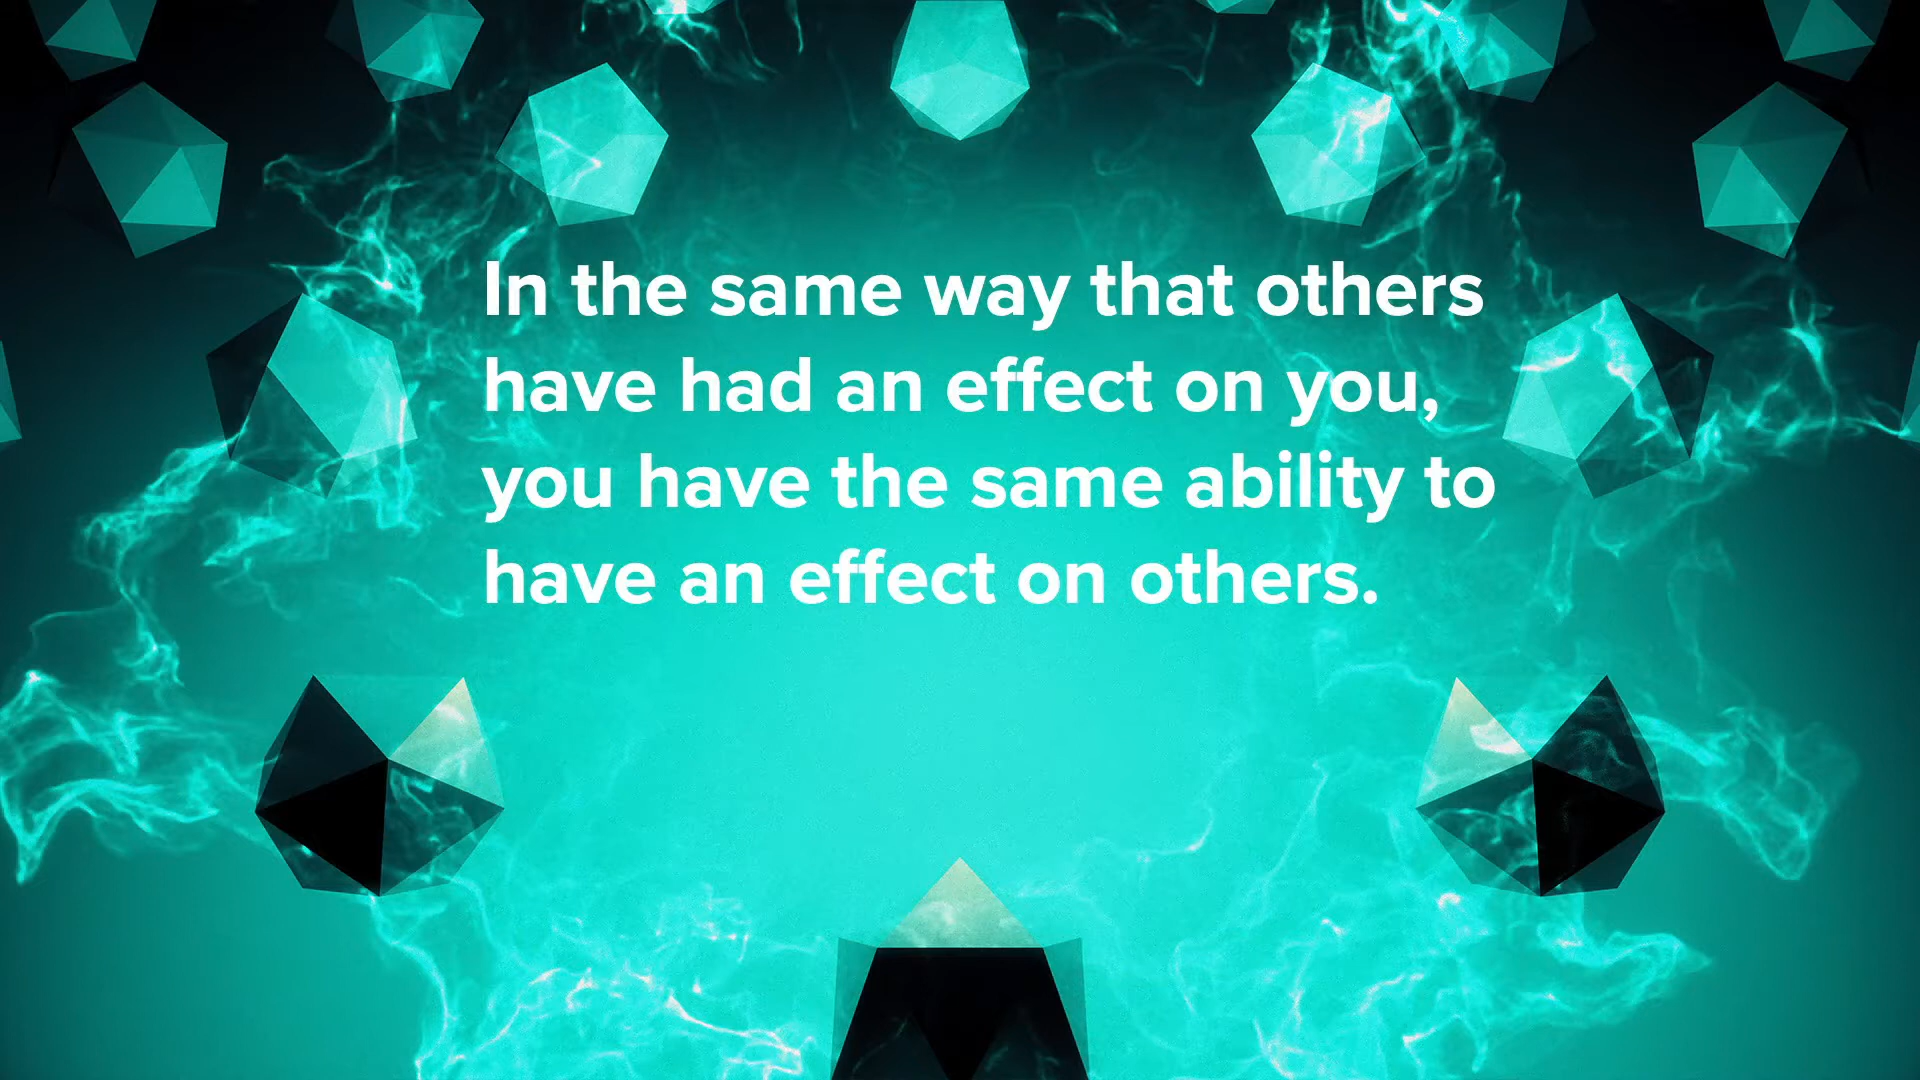 In the same way that others
have had an effect on you,
you have the same ability to
have an effect on others.